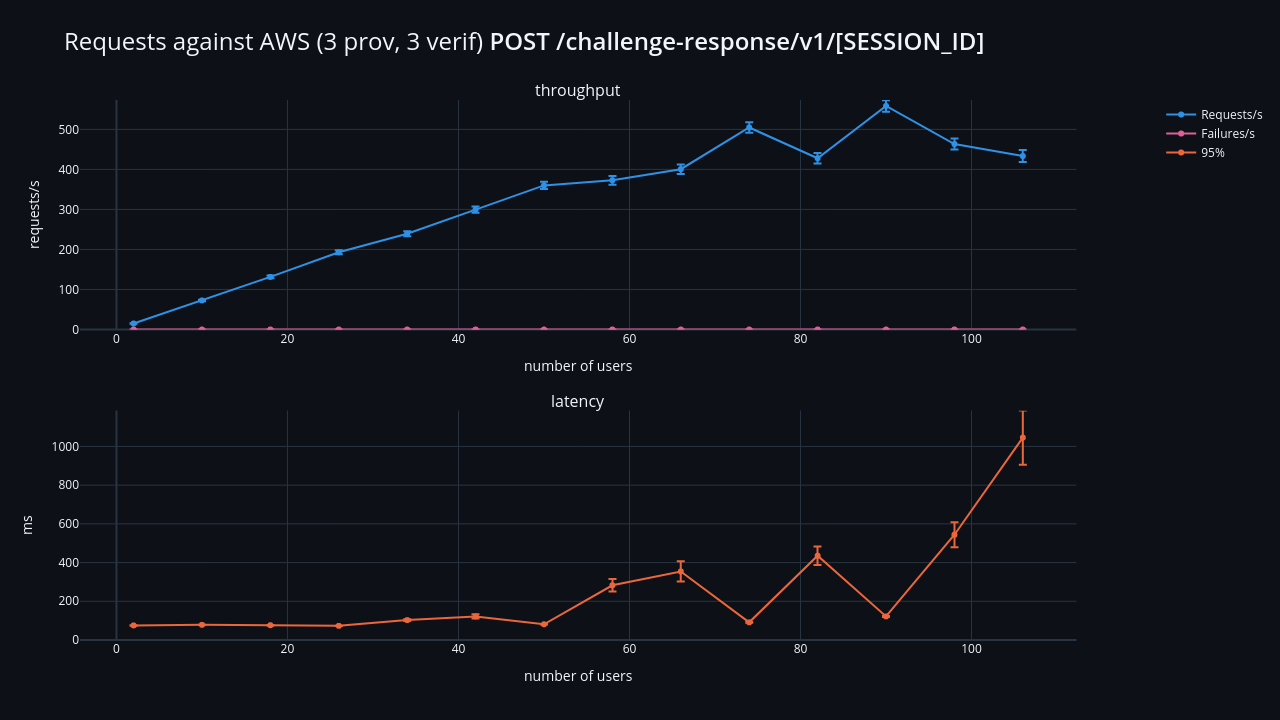 Requests against AWS (3 prov, 3 verif) POST /challenge-response/v1/[SESSION_ID]
throughput
Requests/s
Failures/s
95%
requests/s
500
400
300
200
100
0
0 20 40 60 80 100
number of users
latency
ms
1000
800
600
400
200
0
0 20 40 60 80 100
number of users